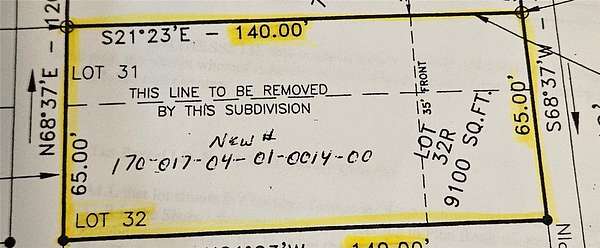 S21°23'E - 140.00'
N68°37'E - 120
LOT 31
THIS LINE TO BE REMOVED
BY THIS SUBDIVISION
35' FRONT
LOT
32R
9100 SQ.FT.
65.00'
S68°37'W -
65.00'
New #
170-017-04-01-0014-00
LOT 32
140.00'
PIN